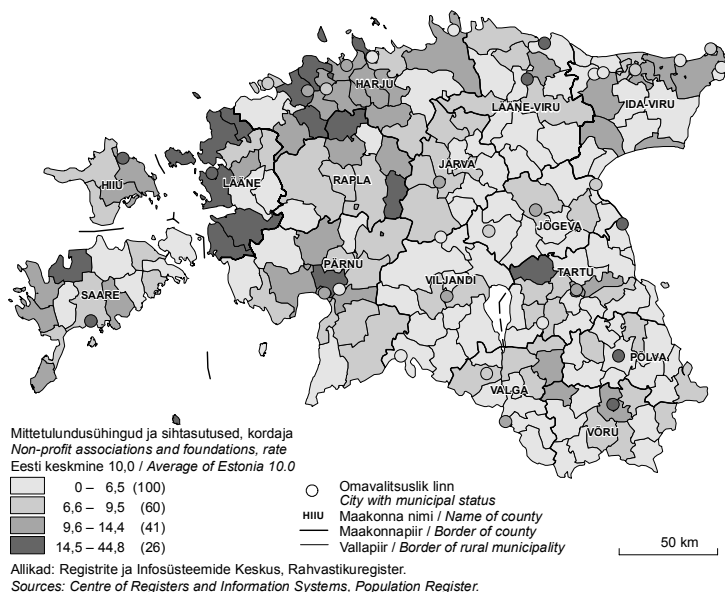 HARJU
LÄÄNE-VIRU
IDA-VIRU
HIIU
LÄÄNE
RAPLA
JÄRVA
JÕGEVA
SAARE
PÄRNU
VILJANDI
TARTU
PÕLVA
VALGA
VÕRU
Mittetulundusühingud ja sihtasutused, kordaja
Non-profit associations and foundations, rate
Eesti keskmine 10,0 / Average of Estonia 10.0
0 – 6,5 (100)
6,6 – 9,5 (60)
9,6 – 14,4 (41)
14,5 – 44,8 (26)
Omavalitsuslik linn
City with municipal status
HIIU Maakonna nimi / Name of county
Maakonnapiir / Border of county
Vallapiir / Border of rural municipality
50 km
Allikad: Registrite ja Infosüsteemide Keskus, Rahvastikuregister.
Sources: Centre of Registers and Information Systems, Population Register.